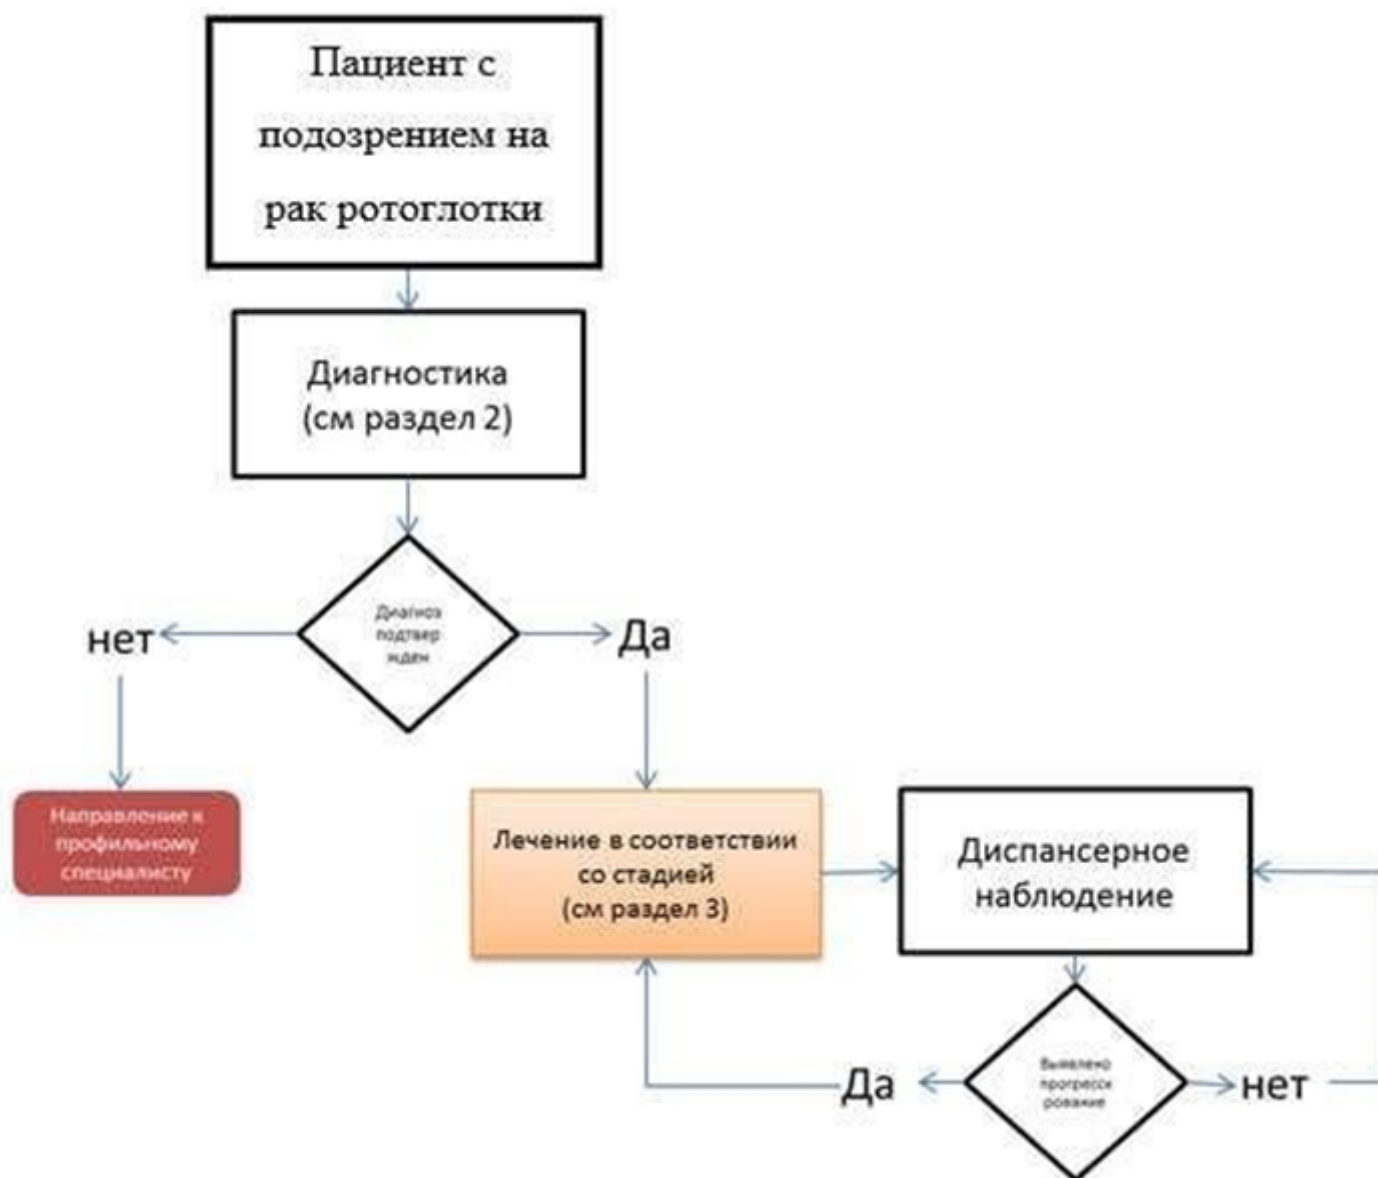 Пациент с
подозрением на
рак ротоглотки
Диагностика
(см раздел 2)
Диагноз
подтвер
жден
нет
Да
Направление к
профильному
специалисту
Лечение в соответствии
со стадией
(см раздел 3)
Диспансерное
наблюдение
Выявлено
прогресси
рование
Да
нет